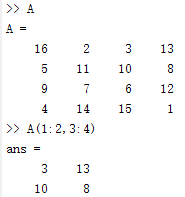 >> A
A =
16 2 3 13
5 11 10 8
9 7 6 12
4 14 15 1
>> A(1:2,3:4)
ans =
3 13
10 8